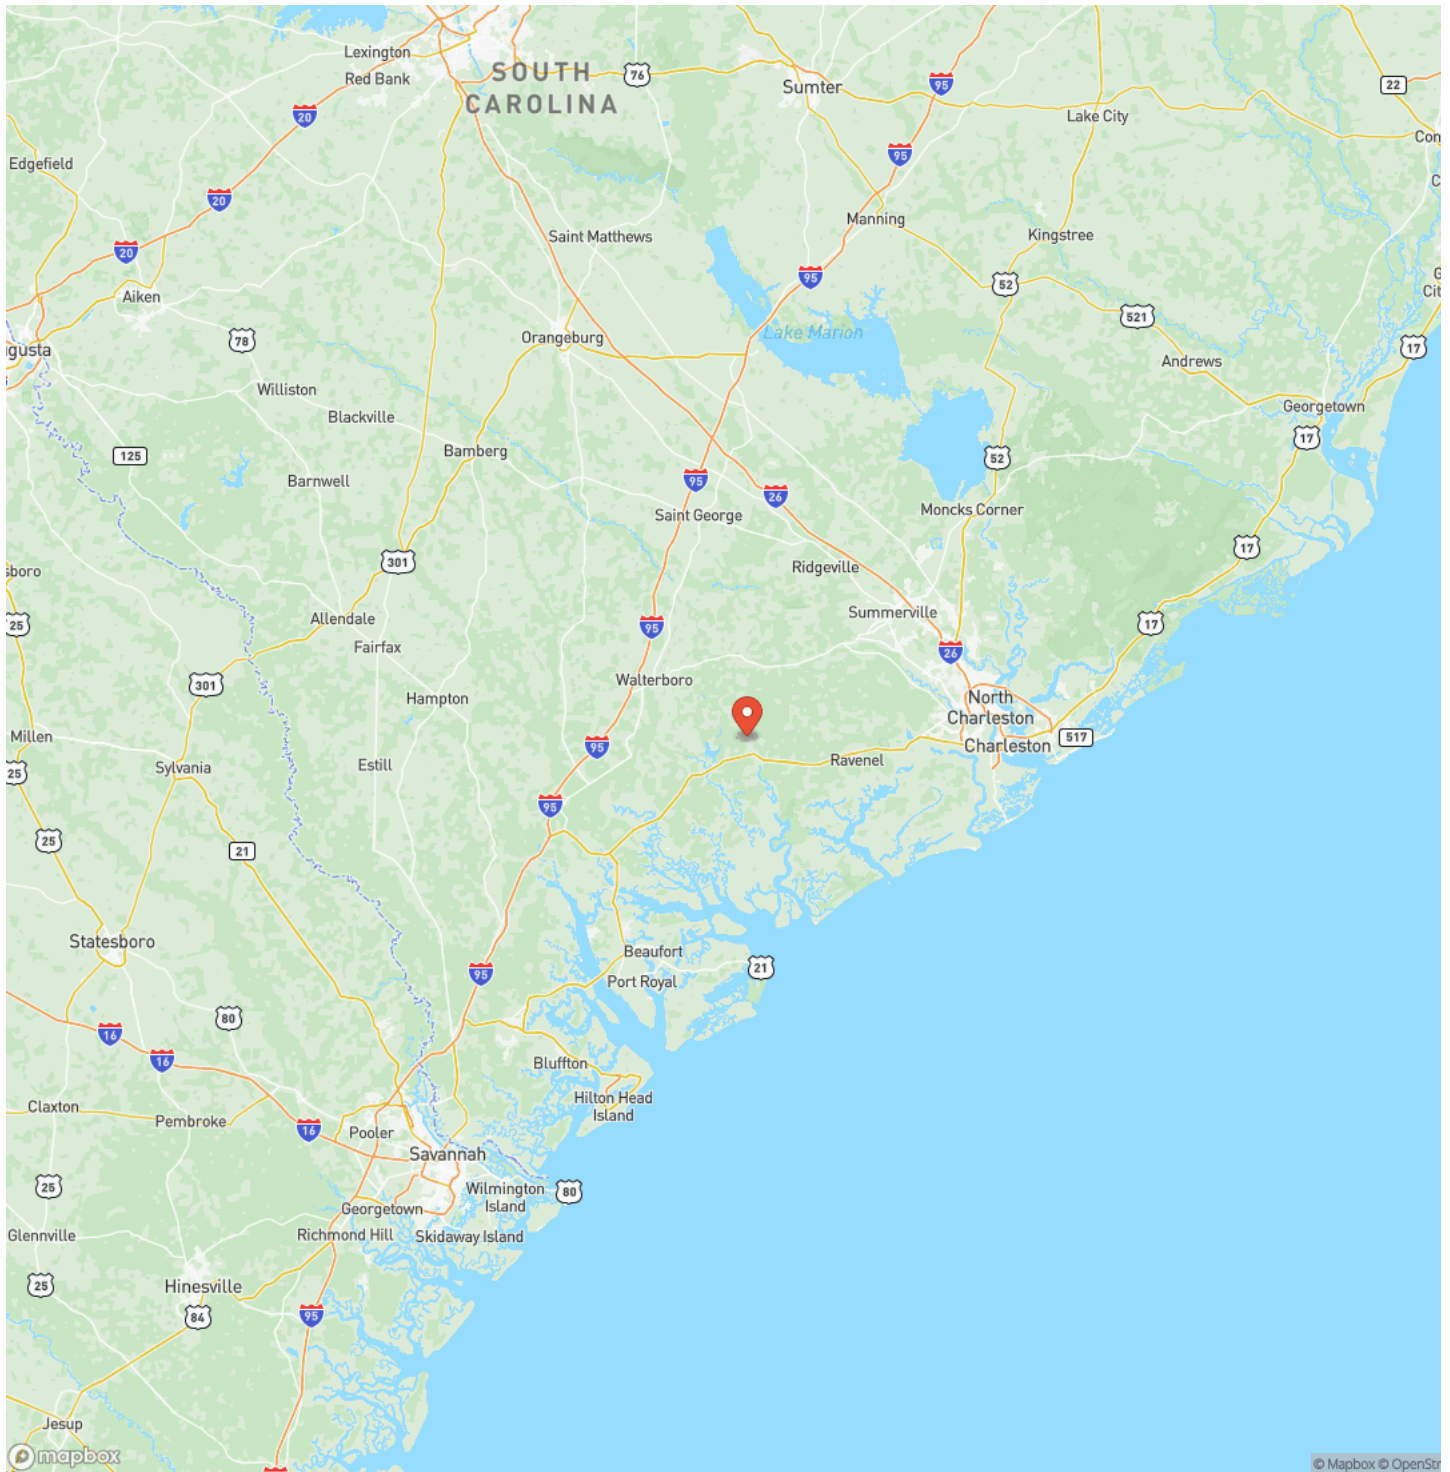 Lexington
Red Bank
SOUTH
CAROLINA
76
Sumter
95
22
20
Lake City
Con
Edgefield
95
C
20
Manning
Saint Matthews
Kingstree
20
95
G
Cit
52
Aiken
521
78
Orangeburg
Lake Marion
17
gusta
Andrews
Williston
Georgetown
Blackville
17
125
Bamberg
52
Barnwell
95
26
Saint George
Moncks Corner
17
301
sboro
Ridgeville
25
Allendale
95
Summerville
17
Fairfax
26
301
Walterboro
Hampton
North
Charleston
Millen
95
Charleston
517
25
Sylvania
Estill
Ravenel
95
25
21
Statesboro
Beaufort
21
95
Port Royal
80
16
16
Bluffton
Hilton Head
Island
Claxton
Pembroke
16
Pooler
Savannah
25
Wilmington
Island
80
Georgetown
Glennville
Richmond Hill
Skidaway Island
25
Hinesville
84
95
Jesup
mapbox
© Mapbox © OpenStr